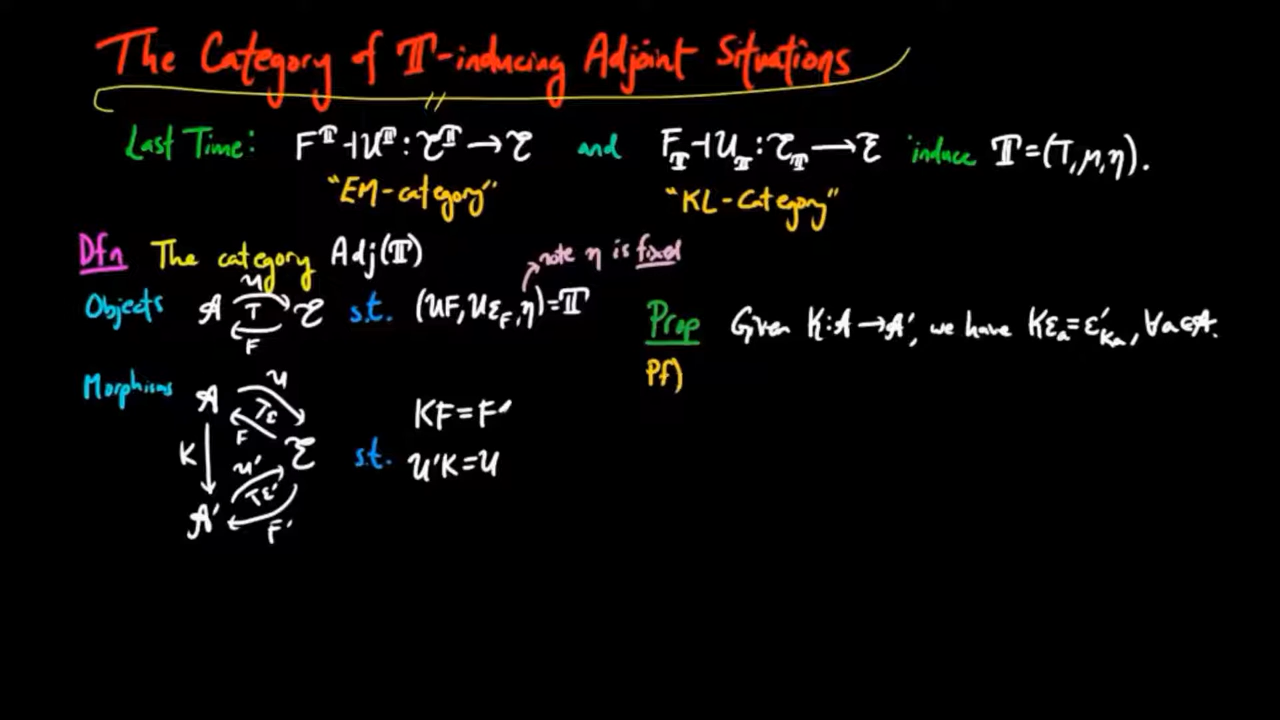 The Category of 𝕋-inducing Adjoint Situations
Last Time: F^𝕋 ⊣ U^𝕋 : ℰ^𝕋 → ℰ and F_𝕋 ⊣ U_𝕋 : ℰ_𝕋 → ℰ induce 𝕋=(T,μ,η).
"EM-category" "KL-Category"
Dfn The category Adj(𝕋)
note η is fixed
U
Objects 𝒜 ⊤ ℰ s.t. (UF, Uε_F, η)=𝕋
F
Prop Given K: 𝒜 → 𝒜', we have Kε_a = ε'_{Ka}, ∀a∈𝒜.
Pf)
Morphisms 𝒜 U
⊤ε
F
KF=F'
K U' ℰ s.t. U'K=U
⊤ε'
𝒜' F'